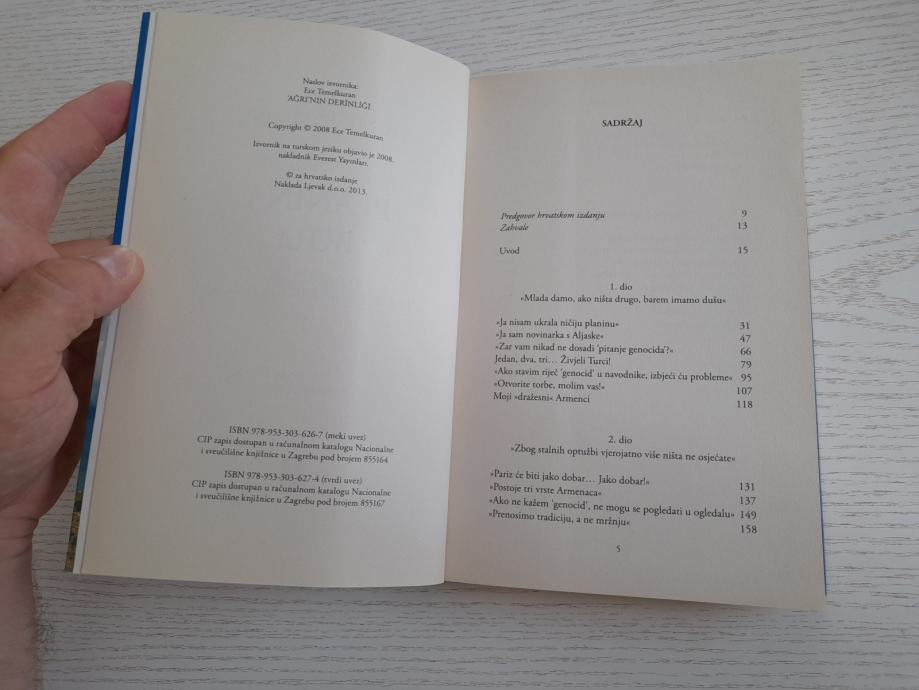 Naslov izvornika:
Ece Temelkuran
'AĞRI'NIN DERİNLİĞİ
Copyright © 2008 Ece Temelkuran
Izvornik na turskom jeziku objavio je 2008.
nakladnik Everest Yayınları.
© za hrvatsko izdanje
Naklada Ljevak d.o.o. 2013.
ISBN 978-953-303-626-7 (meki uvez)
CIP zapis dostupan u računalnom katalogu Nacionalne
i sveučilišne knjižnice u Zagrebu pod brojem 855164
ISBN 978-953-303-627-4 (tvrdi uvez)
CIP zapis dostupan u računalnom katalogu Nacionalne
i sveučilišne knjižnice u Zagrebu pod brojem 855167
SADRŽAJ
Predgovor hrvatskom izdanju 9
Zahvale 13
Uvod 15
1. dio
»Mlada damo, ako ništa drugo, barem imamo dušu«
»Ja nisam ukrala ničiju planinu« 31
»Ja sam novinarka s Aljaske« 47
»Zar vam nikad ne dosadi 'pitanje genocida'?« 66
Jedan, dva, tri… Živjeli Turci! 79
»Ako stavim riječ 'genocid' u navodnike, izbjeći ću probleme« 95
»Otvorite torbe, molim vas!« 107
Moji »dražesni« Armenci 118
2. dio
»Zbog stalnih optužbi vjerojatno više ništa ne osjećate«
»Pariz će biti jako dobar… Jako dobar!« 131
»Postoje tri vrste Armenaca« 137
»Ako ne kažem 'genocid', ne mogu se pogledati u ogledalu« 149
»Prenosimo tradiciju, a ne mržnju« 158
5